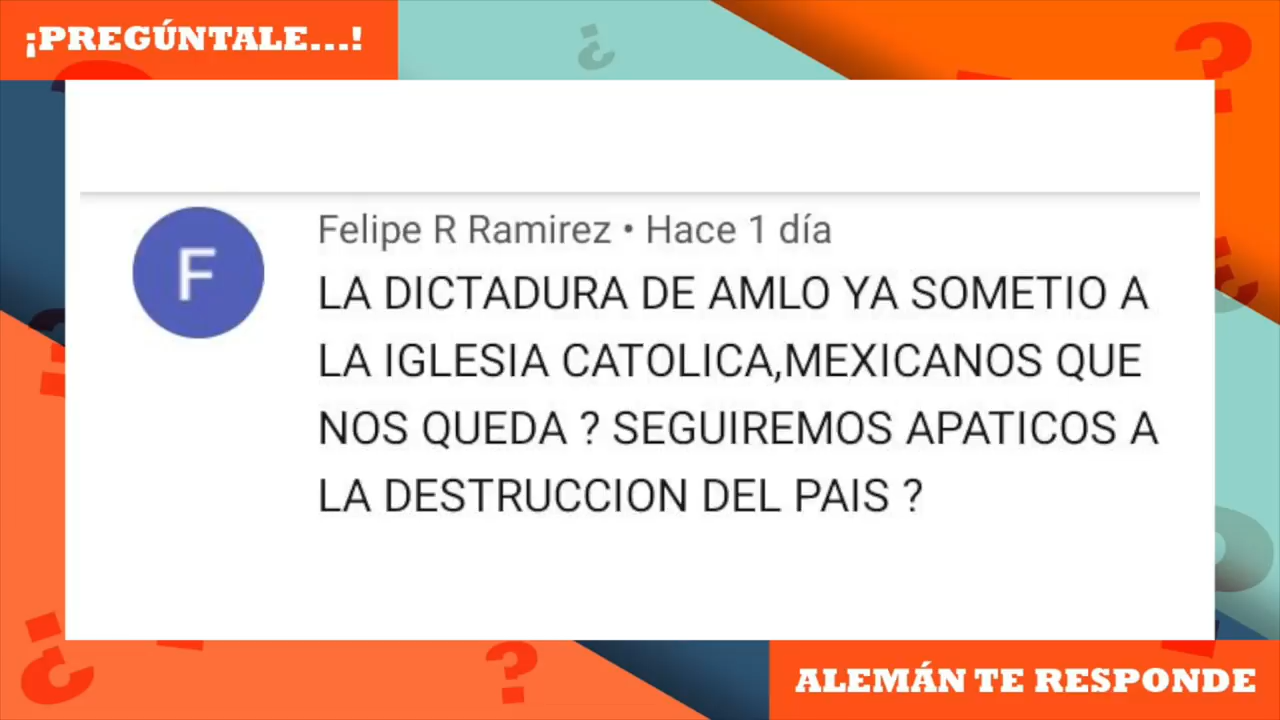 ¡PREGÚNTALE...!
F
Felipe R Ramirez • Hace 1 día
LA DICTADURA DE AMLO YA SOMETIO A
LA IGLESIA CATOLICA,MEXICANOS QUE
NOS QUEDA ? SEGUIREMOS APATICOS A
LA DESTRUCCION DEL PAIS ?
ALEMÁN TE RESPONDE